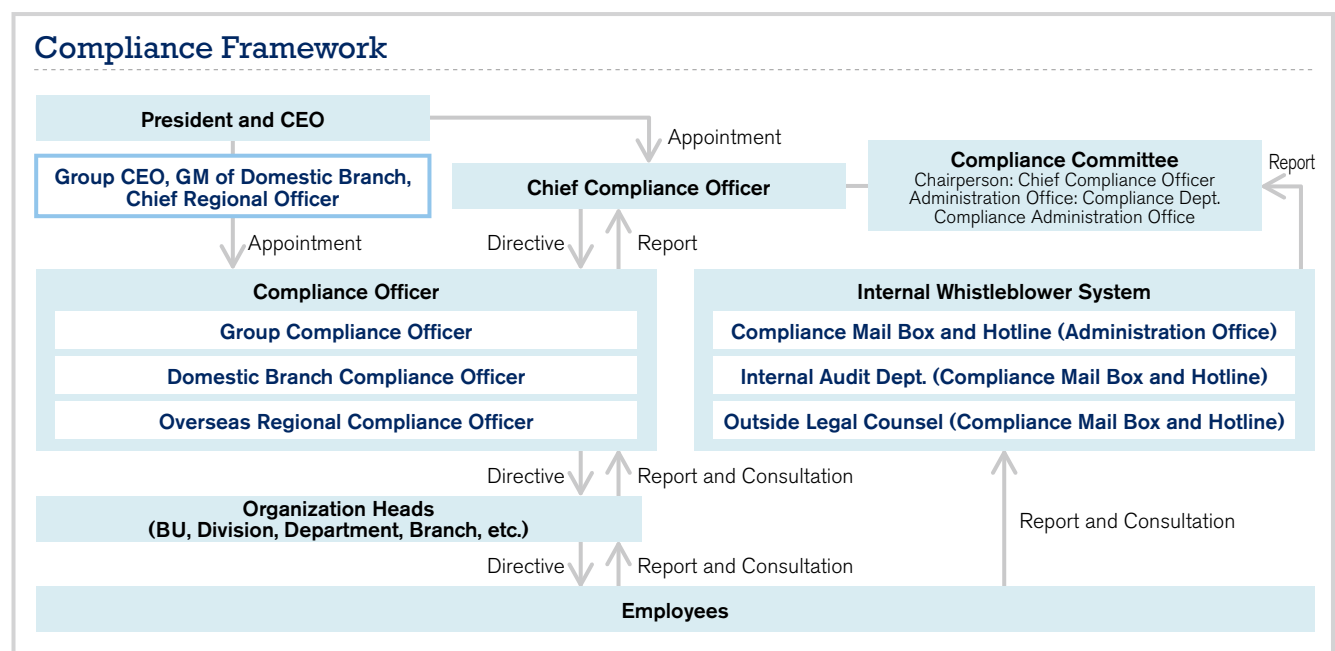 Compliance Framework
President and CEO
Appointment
Group CEO, GM of Domestic Branch,
Chief Regional Officer
Chief Compliance Officer
Compliance Committee
Chairperson: Chief Compliance Officer
Administration Office: Compliance Dept.
Compliance Administration Office
Report
Appointment
Directive
Report
Compliance Officer
Group Compliance Officer
Domestic Branch Compliance Officer
Overseas Regional Compliance Officer
Internal Whistleblower System
Compliance Mail Box and Hotline (Administration Office)
Internal Audit Dept. (Compliance Mail Box and Hotline)
Outside Legal Counsel (Compliance Mail Box and Hotline)
Directive
Report and Consultation
Organization Heads
(BU, Division, Department, Branch, etc.)
Report and Consultation
Directive
Report and Consultation
Employees